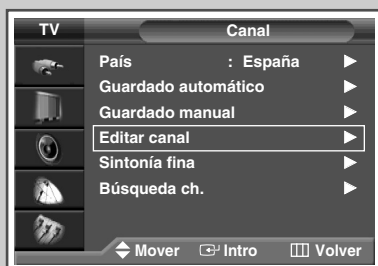 TV Canal
País : España
Guardado automático
Guardado manual
Editar canal
Sintonía fina
Búsqueda ch.
Mover Intro Volver